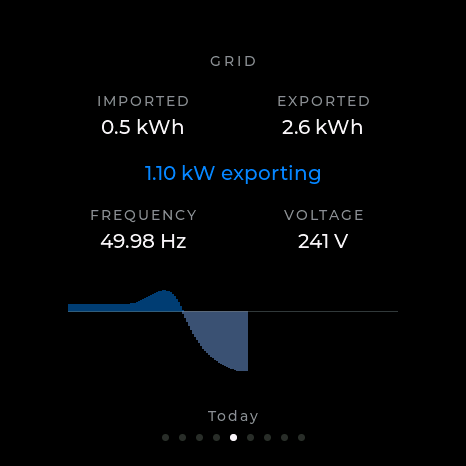 GRID
IMPORTED EXPORTED
0.5 kWh 2.6 kWh
1.10 kW exporting
FREQUENCY VOLTAGE
49.98 Hz 241 V
Today